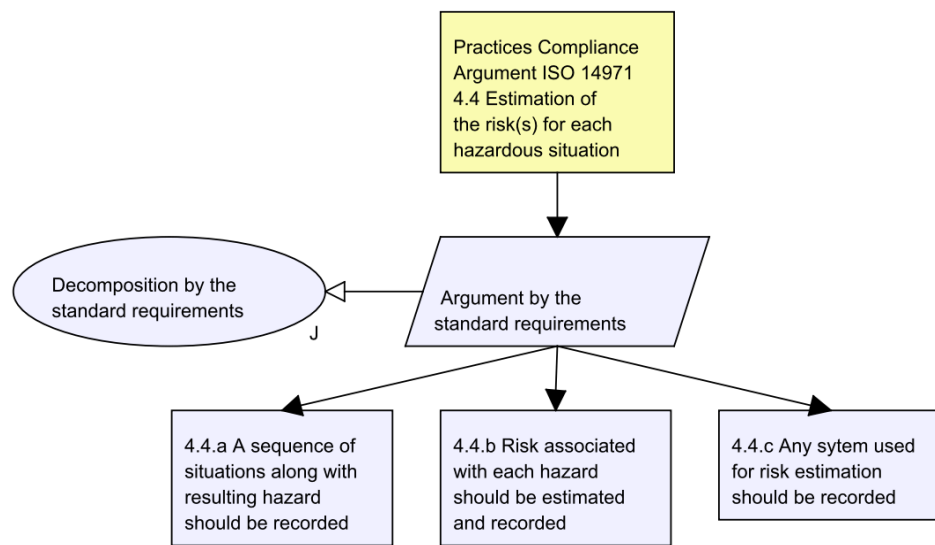 Practices Compliance
Argument ISO 14971
4.4 Estimation of
the risk(s) for each
hazardous situation
Decomposition by the
standard requirements
J
Argument by the
standard requirements
4.4.a A sequence of
situations along with
resulting hazard
should be recorded
4.4.b Risk associated
with each hazard
should be estimated
and recorded
4.4.c Any sytem used
for risk estimation
should be recorded